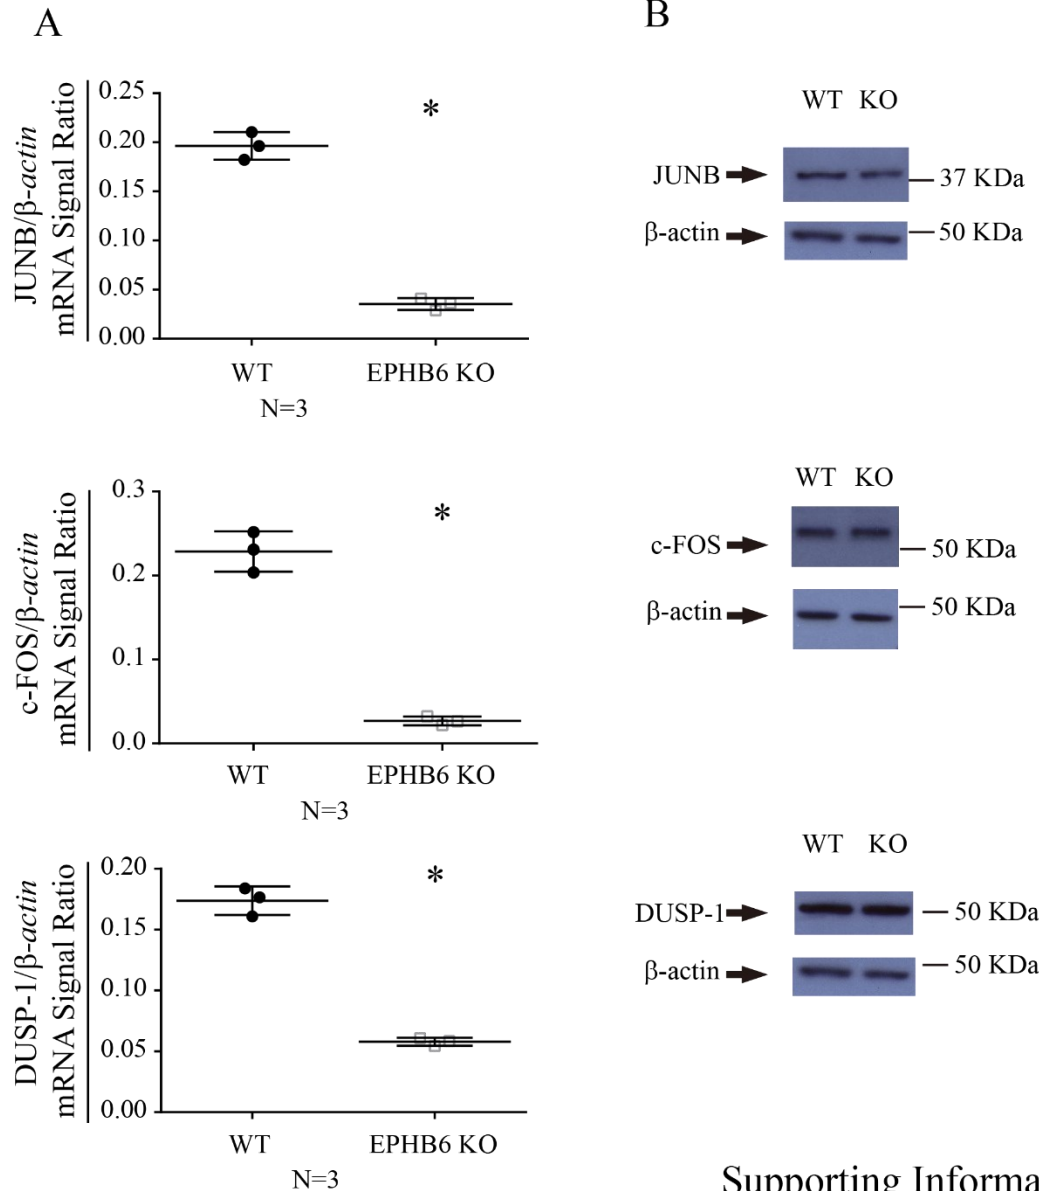 A
JUNB/β-actin
mRNA Signal Ratio
0.25
0.20
0.15
0.10
0.05
0.00
*
WT EPHB6 KO
N=3
c-FOS/β-actin
mRNA Signal Ratio
0.3
0.2
0.1
0.0
*
WT EPHB6 KO
N=3
DUSP-1/β-actin
mRNA Signal Ratio
0.20
0.15
0.10
0.05
0.00
*
WT EPHB6 KO
N=3
B
WT KO
JUNB 37 KDa
β-actin 50 KDa
WT KO
c-FOS 50 KDa
β-actin 50 KDa
WT KO
DUSP-1 50 KDa
β-actin 50 KDa
Supporting Informa